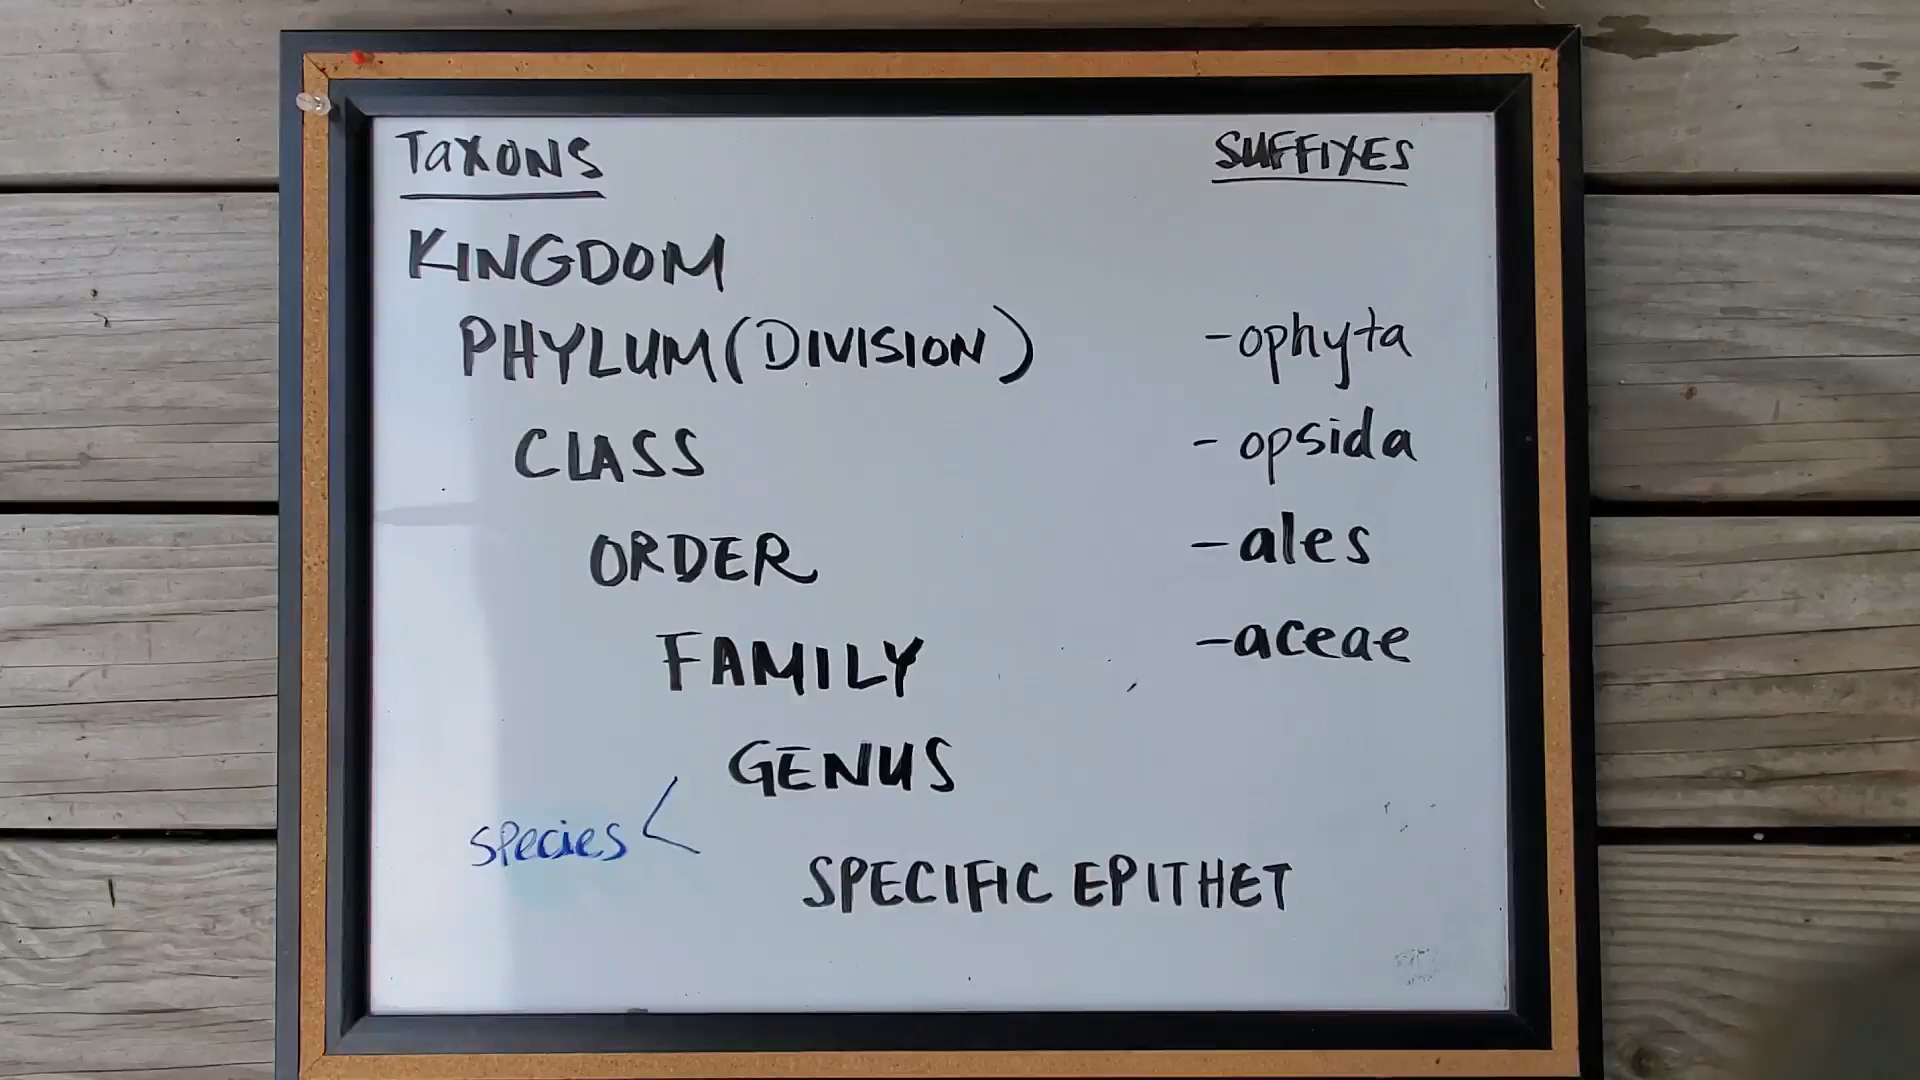 TaXONS SUFFIXES
KINGDOM
PHYLUM (DIVISION) -ophyta
CLASS - opsida
ORDER -ales
FAMILY -aceae
GENUS
species <
SPECIFIC EPITHET